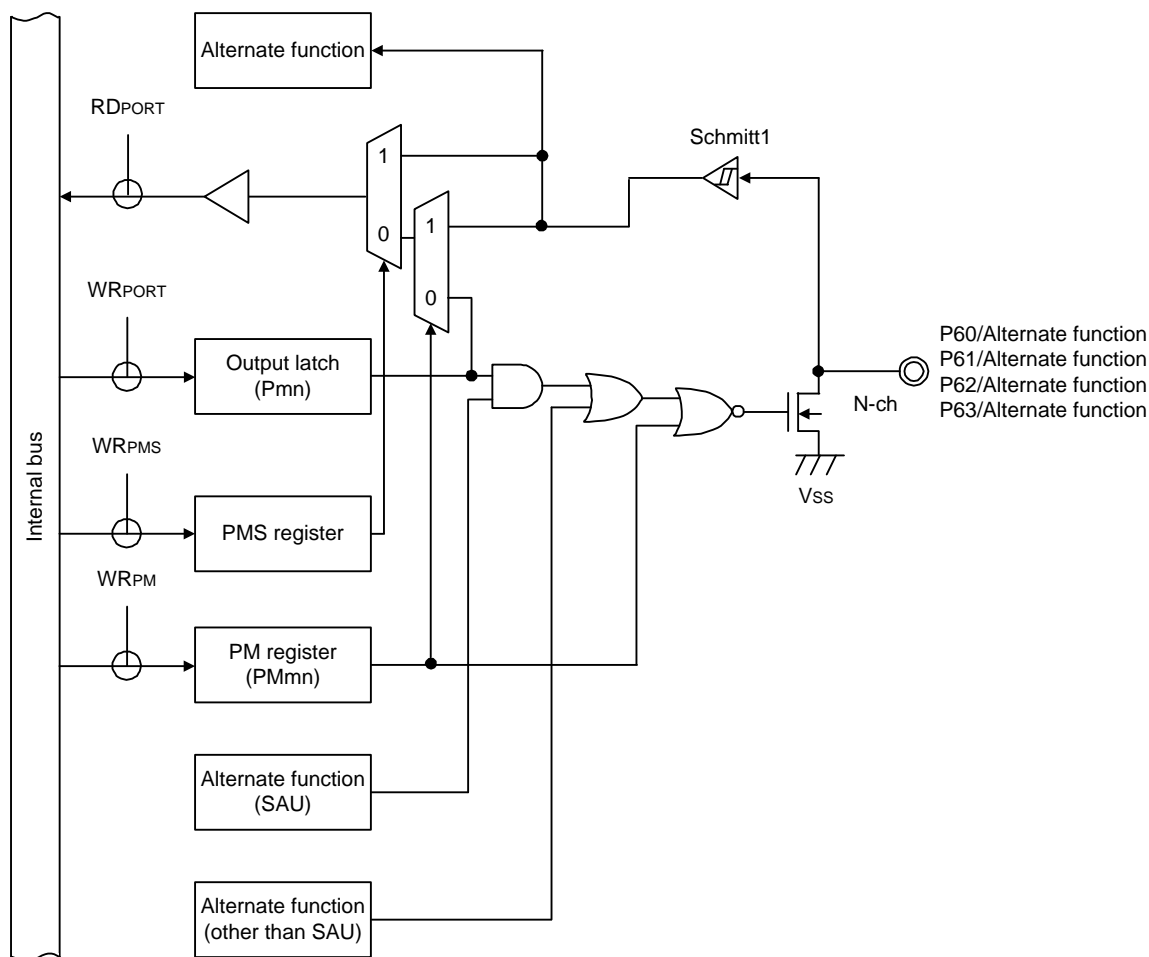 Alternate function
RDPORT
Schmitt1
1
0
1
0
WRPORT
Output latch
(Pmn)
P60/Alternate function
P61/Alternate function
P62/Alternate function
P63/Alternate function
N-ch
VSS
Internal bus
WRPMS
PMS register
WRPM
PM register
(PMmn)
Alternate function
(SAU)
Alternate function
(other than SAU)